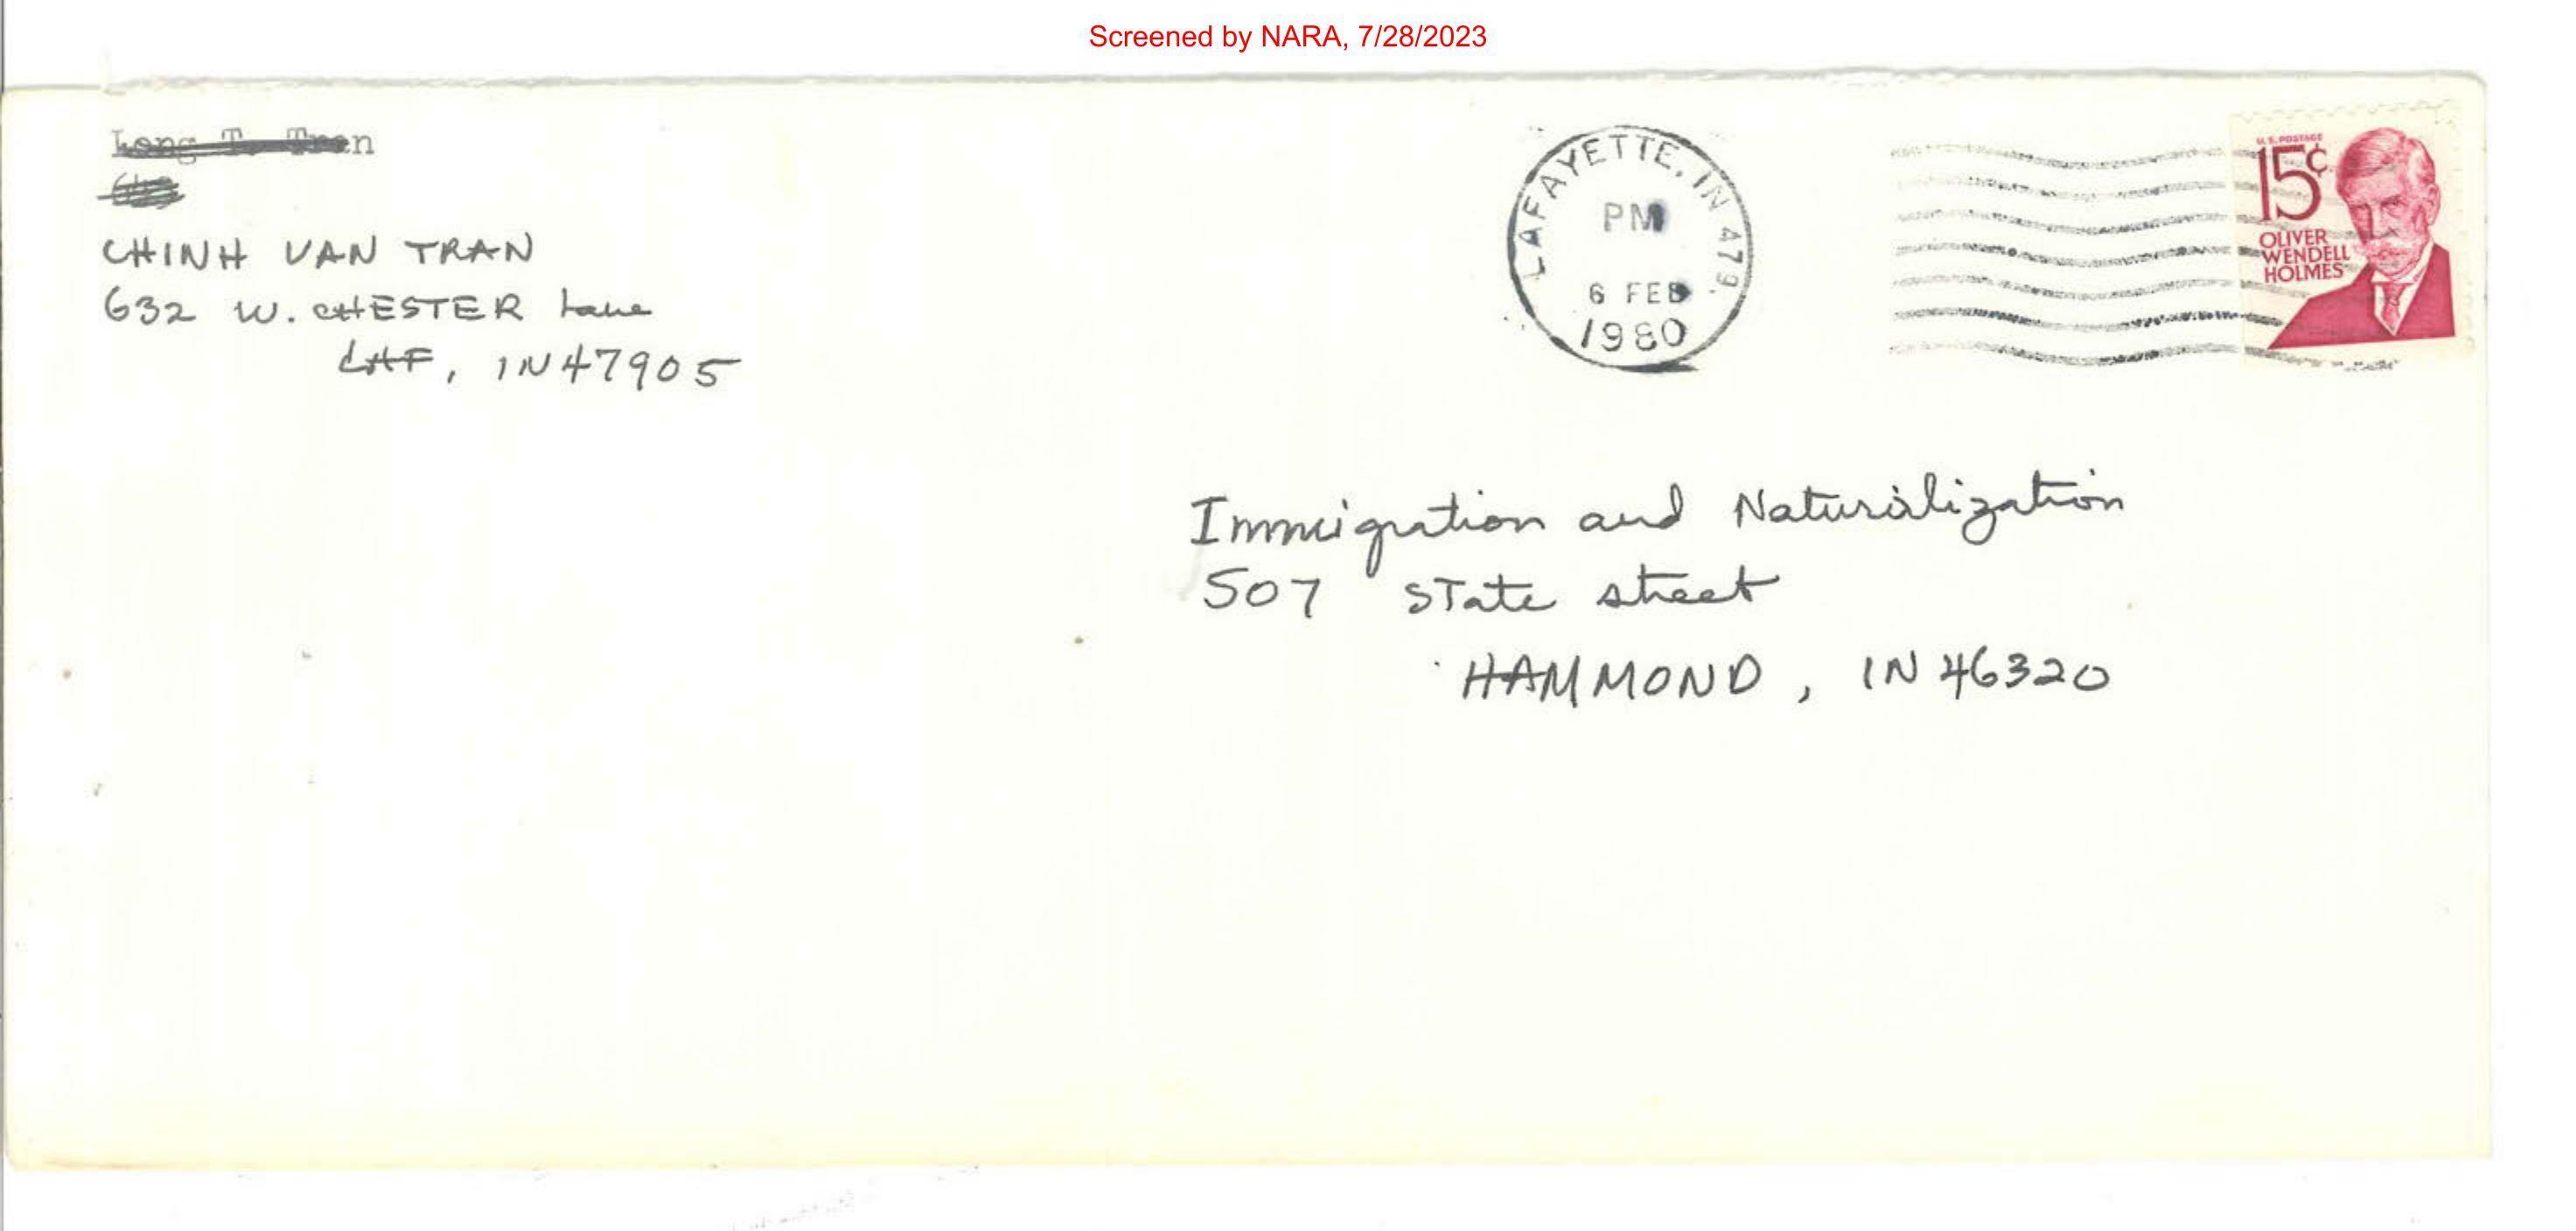 Screened by NARA, 7/28/2023
Long T. Tran
CHINH VAN TRAN
632 W. CHESTER Lane
LAF, IN 47905
LAFAYETTE, IN 479
PM
6 FEB
1980
U.S. POSTAGE
15¢
OLIVER
WENDELL
HOLMES
Immigration and Naturalization
507 State street
HAMMOND, IN 46320